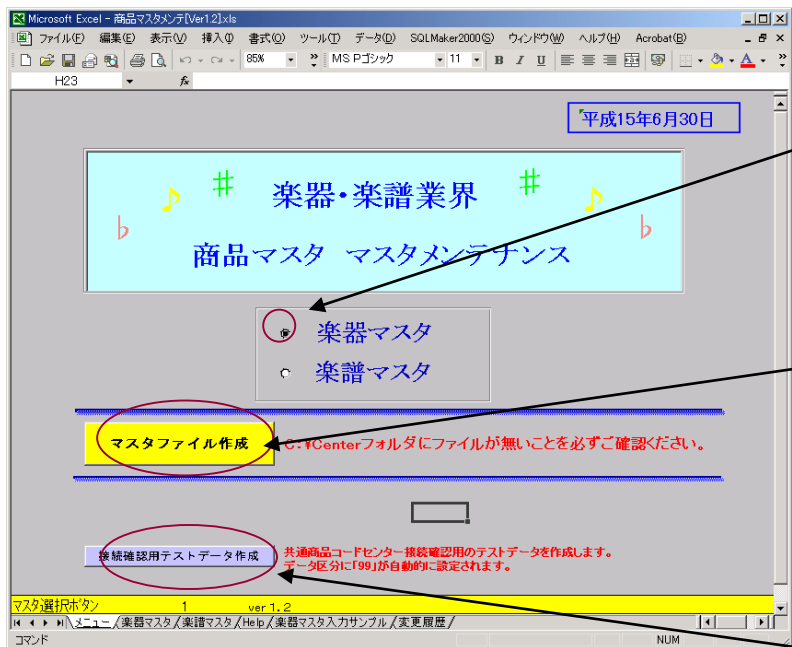 Microsoft Excel - 商品マスタメンテ[Ver1.2].xls
ファイル(F) 編集(E) 表示(V) 挿入(I) 書式(O) ツール(T) データ(D) SQLMaker2000(S) ウィンドウ(W) ヘルプ(H) Acrobat(B)
85% MS Pゴシック 11 B I U
H23 fx
平成15年6月30日
♪ # 楽器・楽譜業界 # ♪
♭ ♭
商品マスタ マスタメンテナンス
楽器マスタ
楽譜マスタ
マスタファイル作成 C:¥Centerフォルダにファイルが無いことを必ずご確認ください。
接続確認用テストデータ作成 共通商品コードセンター接続確認用のテストデータを作成します。
データ区分に「99」が自動的に設定されます。
マスタ選択ボタン 1 ver 1.2
メニュー/楽器マスタ/楽譜マスタ/Help/楽器マスタ入力サンプル/変更履歴/
コマンド NUM